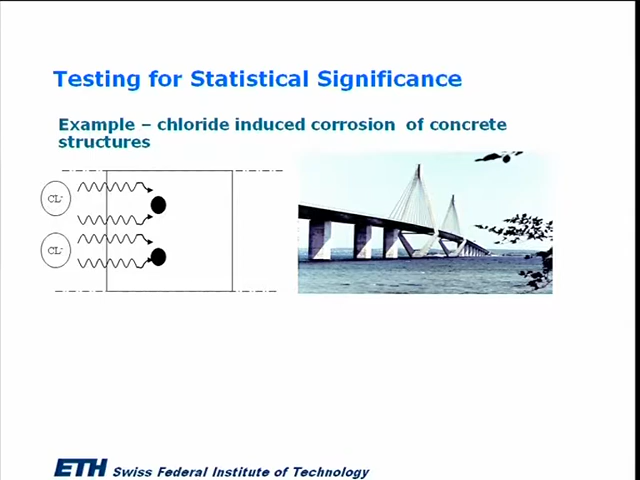 Testing for Statistical Significance
Example – chloride induced corrosion of concrete
structures
CL-
CL-
ETH Swiss Federal Institute of Technology